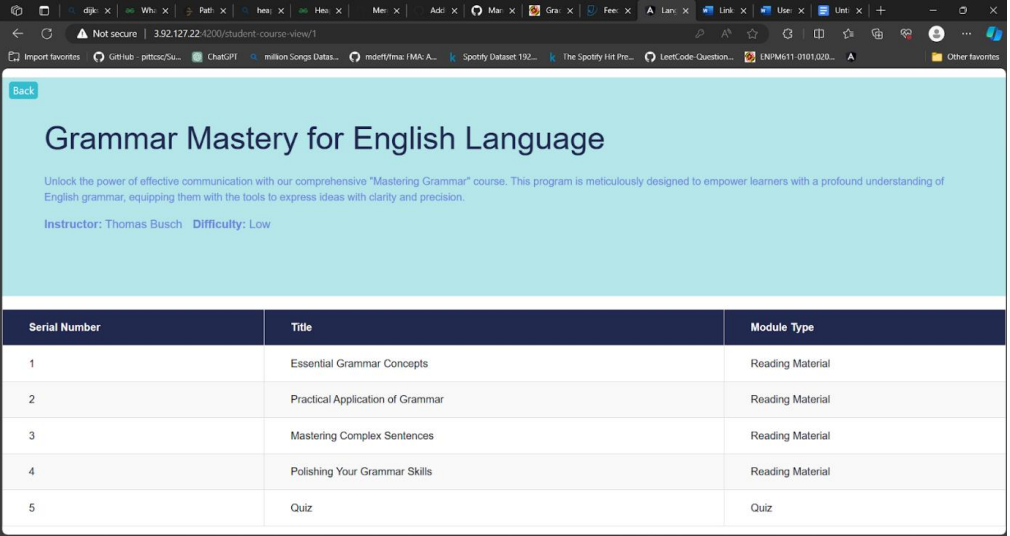 dijk
Wha
Path
hea
Hea
Mer
Add
Mar
Gra
Feed
Lang
Link
User
Unti
Not secure | 3.92.127.22:4200/student-course-view/1
Import favorites
GitHub - pittcsc/Su...
ChatGPT
million Songs Datas...
mdeff/fma: FMA: A...
Spotify Dataset 192...
The Spotify Hit Pre...
LeetCode-Question...
ENPM611-0101,020...
Other favorites
Back
Grammar Mastery for English Language
Unlock the power of effective communication with our comprehensive "Mastering Grammar" course. This program is meticulously designed to empower learners with a profound understanding of
English grammar, equipping them with the tools to express ideas with clarity and precision.
Instructor: Thomas Busch Difficulty: Low
Serial Number Title Module Type
1 Essential Grammar Concepts Reading Material
2 Practical Application of Grammar Reading Material
3 Mastering Complex Sentences Reading Material
4 Polishing Your Grammar Skills Reading Material
5 Quiz Quiz